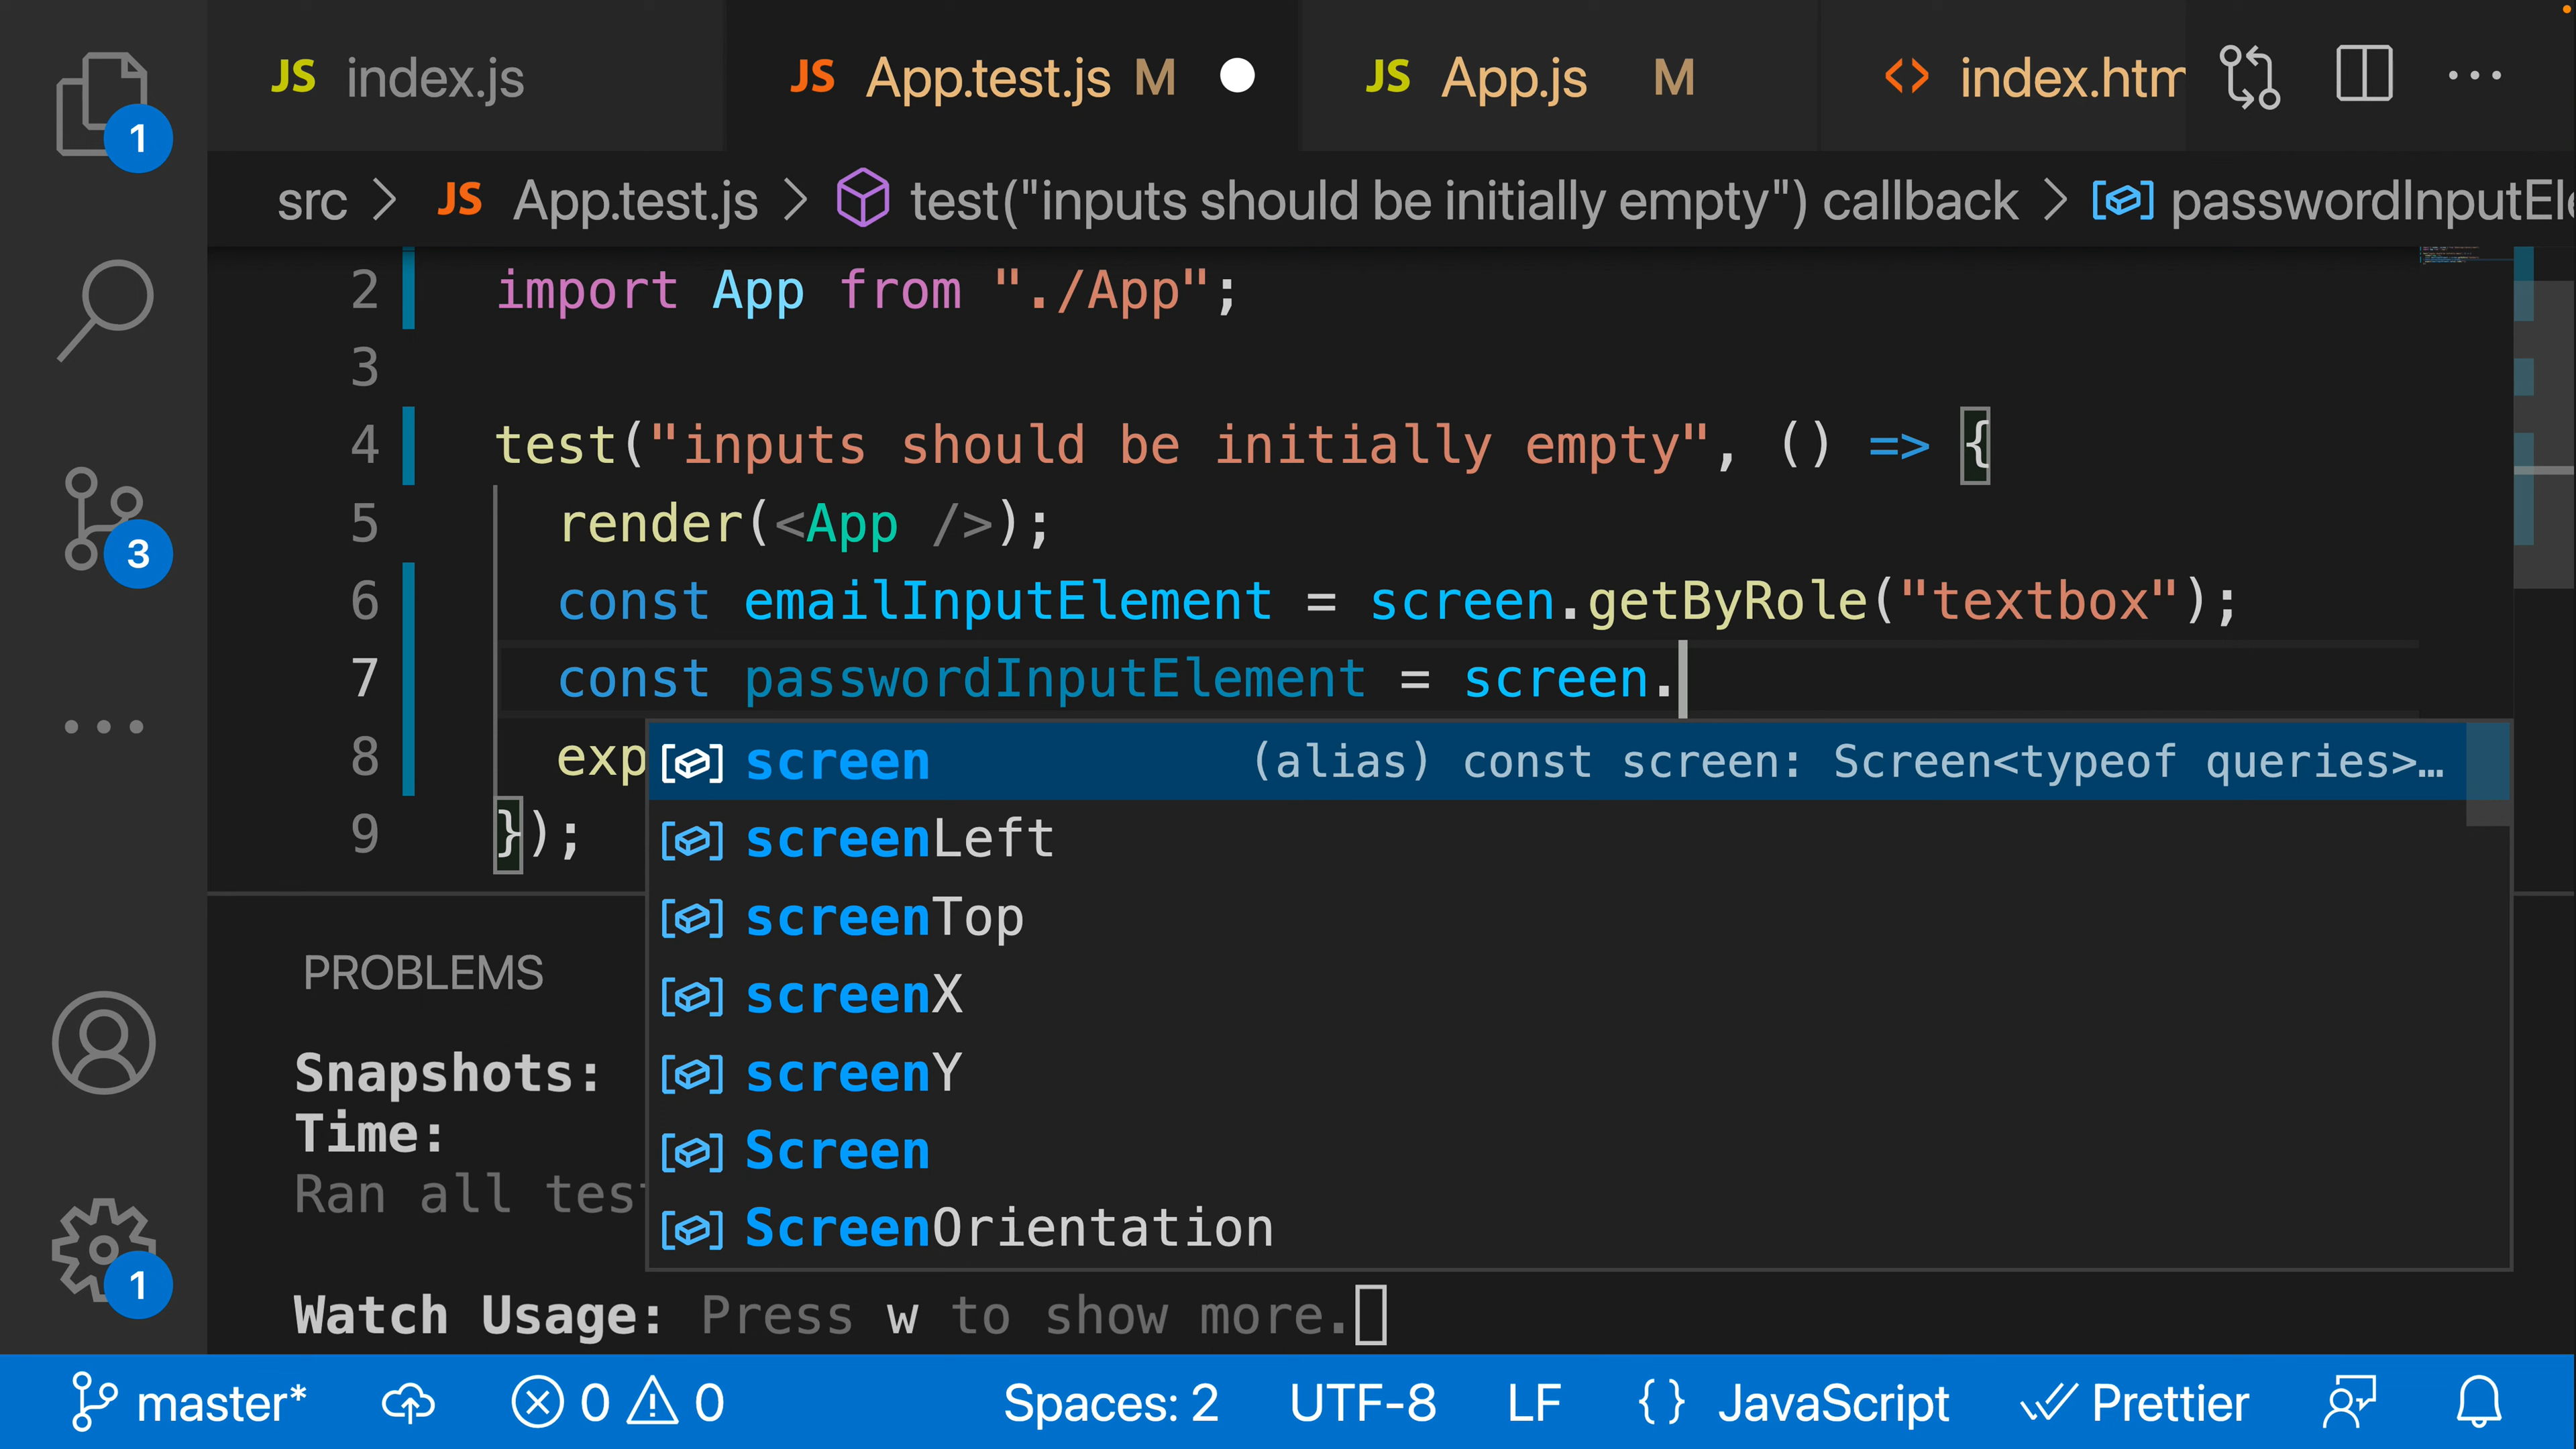 JS index.js JS App.test.js M JS App.js M index.htm
1
src JS App.test.js test("inputs should be initially empty") callback passwordInputEl
2 import App from "./App";
3
4 test("inputs should be initially empty", () => {
5 render(<App />);
6 const emailInputElement = screen.getByRole("textbox");
3
7 const passwordInputElement = screen.
8 exp
screen (alias) const screen: Screen<typeof queries>…
9 });
screenLeft
screenTop
PROBLEMS
screenX
Snapshots:
screenY
Time:
Screen
Ran all tes
ScreenOrientation
1
Watch Usage: Press w to show more.
master* 0 0 Spaces: 2 UTF-8 LF {} JavaScript Prettier